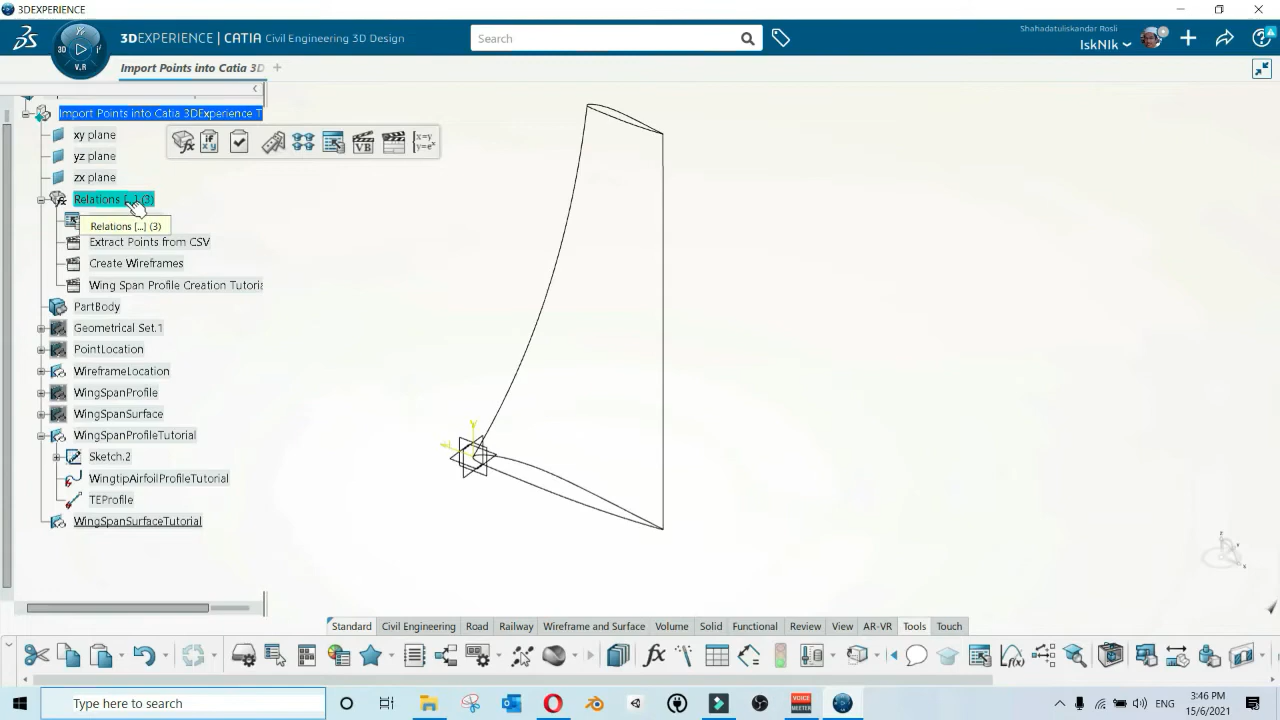 3DEXPERIENCE
3DEXPERIENCE | CATIA Civil Engineering 3D Design
Search
Shahadatuliskandar Rosli
IskNIk
3D
V.R
Import Points into Catia 3D
Import Points into Catia 3DExperience T
xy plane
yz plane
zx plane
Relations [...] (3)
Relations [...] (3)
Extract Points from CSV
Create Wireframes
Wing Span Profile Creation Tutoria
PartBody
Geometrical Set.1
PointLocation
WireframeLocation
WingSpanProfile
WingSpanSurface
WingSpanProfileTutorial
Sketch.2
WingtipAirfoilProfileTutorial
TEProfile
WingSpanSurfaceTutorial
Standard Civil Engineering Road Railway Wireframe and Surface Volume Solid Functional Review View AR-VR Tools Touch
Type here to search
ENG
3:46 PM
15/6/2021